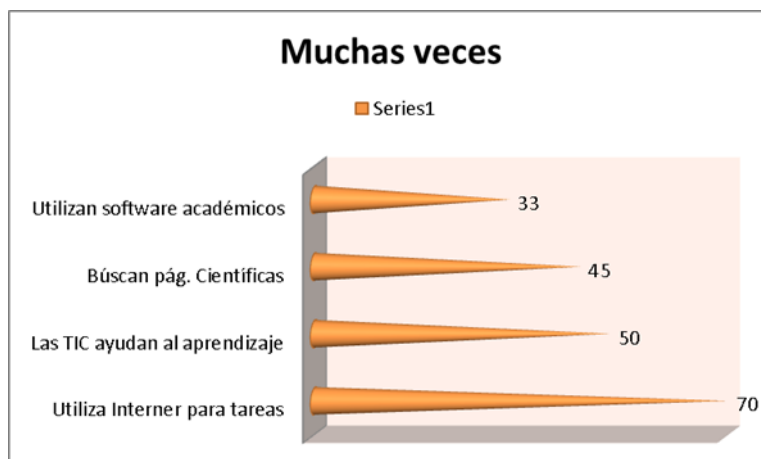 Muchas veces
Series1
Utilizan software académicos
33
Búscan pág. Científicas
45
Las TIC ayudan al aprendizaje
50
Utiliza Interner para tareas
70